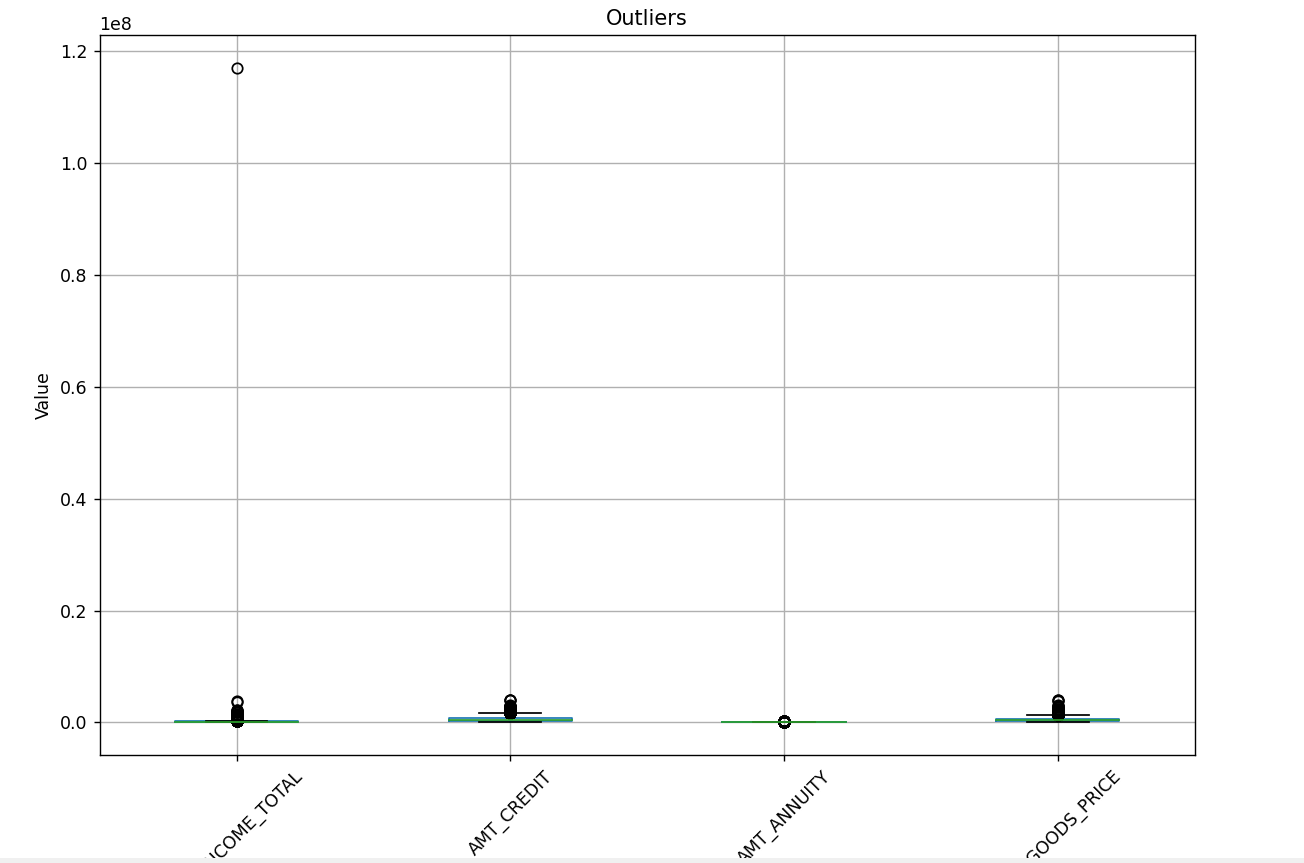 Outliers
1e8
1.2
1.0
0.8
0.6
0.4
0.2
0.0
Value
COME_TOTAL
AMT_CREDIT
AMT_ANNUITY
GOODS_PRICE